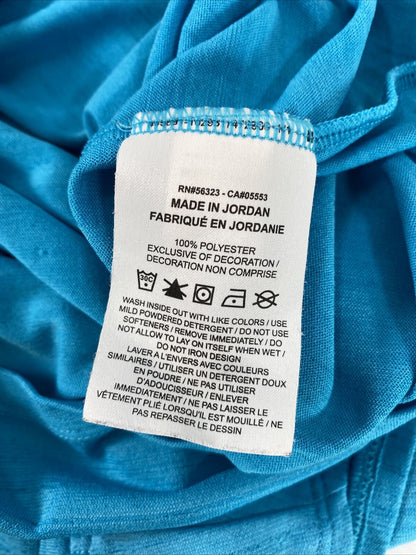 RN#56323 - CA#05553
MADE IN JORDAN
FABRIQUÉ EN JORDANIE
100% POLYESTER
EXCLUSIVE OF DECORATION /
DECORATION NON COMPRISE
30C
WASH INSIDE OUT WITH LIKE COLORS / USE
MILD POWDERED DETERGENT / DO NOT USE
SOFTENERS / REMOVE IMMEDIATELY / DO
NOT ALLOW TO LAY ON ITSELF WHEN WET /
DO NOT IRON DESIGN
LAVER A L'ENVERS AVEC COULEURS
SIMILAIRES / UTILISER UN DETERGENT DOUX
EN POUDRE / NE PAS UTILISER
D'ADOUCISSEUR / ENLEVER
IMMEDIATEMENT / NE PAS LAISSER LE
VÊTEMENT PLIÉ LORSQU'IL EST MOUILLÉ / NE
PAS REPASSER LE DESSIN